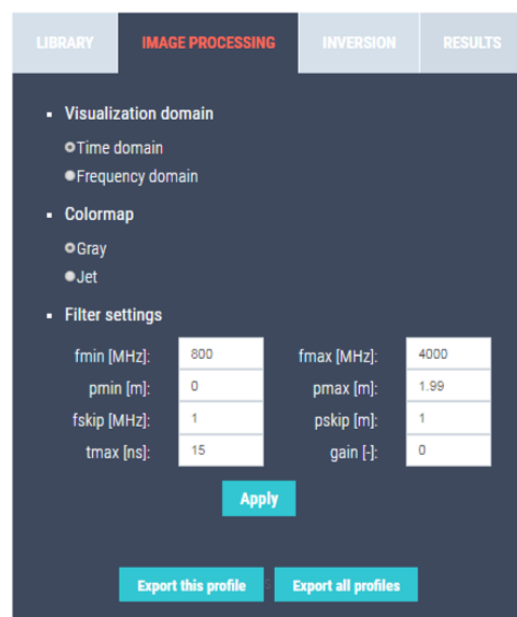 LIBRARY IMAGE PROCESSING INVERSION RESULTS
Visualization domain
Time domain
Frequency domain
Colormap
Gray
Jet
Filter settings
fmin [MHz]: 800 fmax [MHz]: 4000
pmin [m]: 0 pmax [m]: 1.99
fskip [MHz]: 1 pskip [m]: 1
tmax [ns]: 15 gain [-]: 0
Apply
Export this profile s Export all profiles